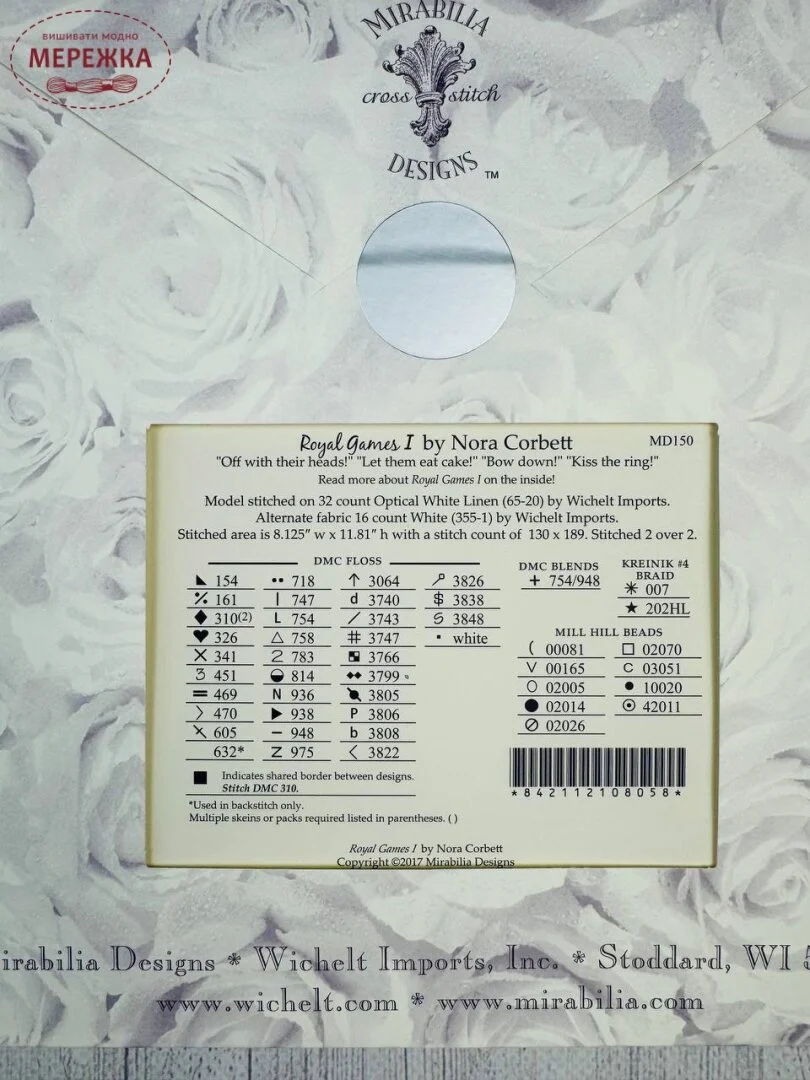 вишивати модно
МЕРЕЖКА
MIRABILIA
cross stitch
DESIGNS ™
Royal Games I by Nora Corbett MD150
"Off with their heads!" "Let them eat cake!" "Bow down!" "Kiss the ring!"
Read more about Royal Games I on the inside!
Model stitched on 32 count Optical White Linen (65-20) by Wichelt Imports.
Alternate fabric 16 count White (355-1) by Wichelt Imports.
Stitched area is 8.125" w x 11.81" h with a stitch count of 130 x 189. Stitched 2 over 2.
DMC FLOSS
◣ 154
⁒ 161
◆ 310(2)
♥ 326
X 341
3 451
= 469
> 470
X 605
632*
•• 718
| 747
L 754
△ 758
2 783
◒ 814
N 936
▶ 938
– 948
Z 975
↑ 3064
d 3740
/ 3743
# 3747
▞ 3766
◆◆ 3799
3805
P 3806
b 3808
< 3822
3826
$ 3838
5 3848
▪ white
DMC BLENDS
+ 754/948
KREINIK #4
BRAID
✳ 007
★ 202HL
MILL HILL BEADS
( 00081
V 00165
O 02005
● 02014
⊘ 02026
□ 02070
C 03051
• 10020
⊙ 42011
■ Indicates shared border between designs.
Stitch DMC 310.
*Used in backstitch only.
Multiple skeins or packs required listed in parentheses. ( )
*842112108058*
Royal Games I by Nora Corbett
Copyright ©2017 Mirabilia Designs
irabilia Designs * Wichelt Imports, Inc. * Stoddard, WI 5
www.wichelt.com * www.mirabilia.com